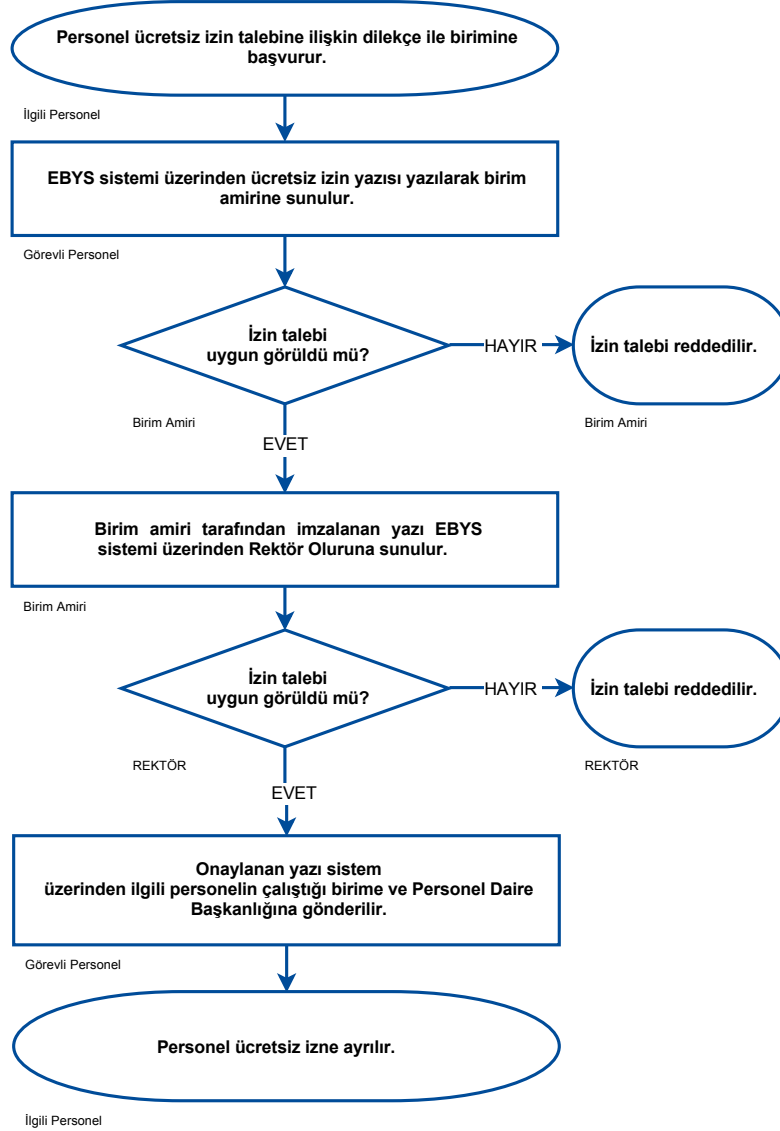 Personel ücretsiz izin talebine ilişkin dilekçe ile birimine
başvurur.
İlgili Personel
EBYS sistemi üzerinden ücretsiz izin yazısı yazılarak birim
amirine sunulur.
Görevli Personel
İzin talebi
uygun görüldü mü?
HAYIR
İzin talebi reddedilir.
Birim Amiri
Birim Amiri
EVET
Birim amiri tarafından imzalanan yazı EBYS
sistemi üzerinden Rektör Oluruna sunulur.
Birim Amiri
İzin talebi
uygun görüldü mü?
HAYIR
İzin talebi reddedilir.
REKTÖR
REKTÖR
EVET
Onaylanan yazı sistem
üzerinden ilgili personelin çalıştığı birime ve Personel Daire
Başkanlığına gönderilir.
Görevli Personel
Personel ücretsiz izne ayrılır.
İlgili Personel